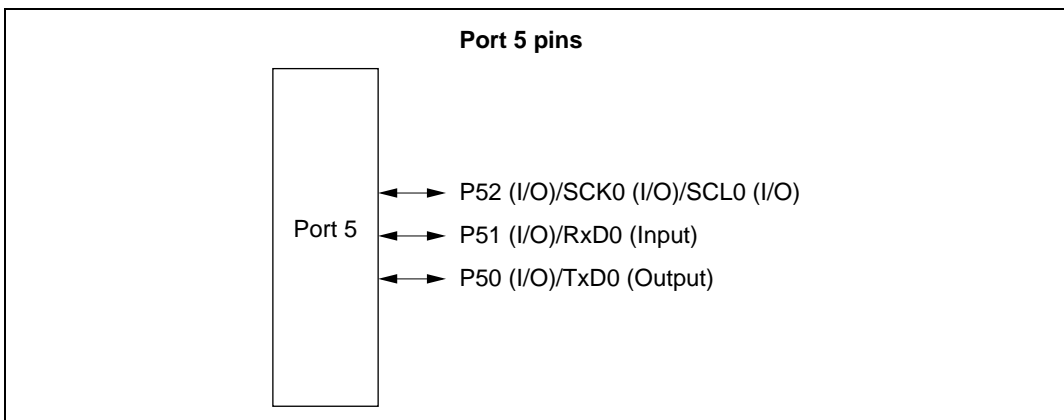 Port 5 pins
Port 5
P52 (I/O)/SCK0 (I/O)/SCL0 (I/O)
P51 (I/O)/RxD0 (Input)
P50 (I/O)/TxD0 (Output)